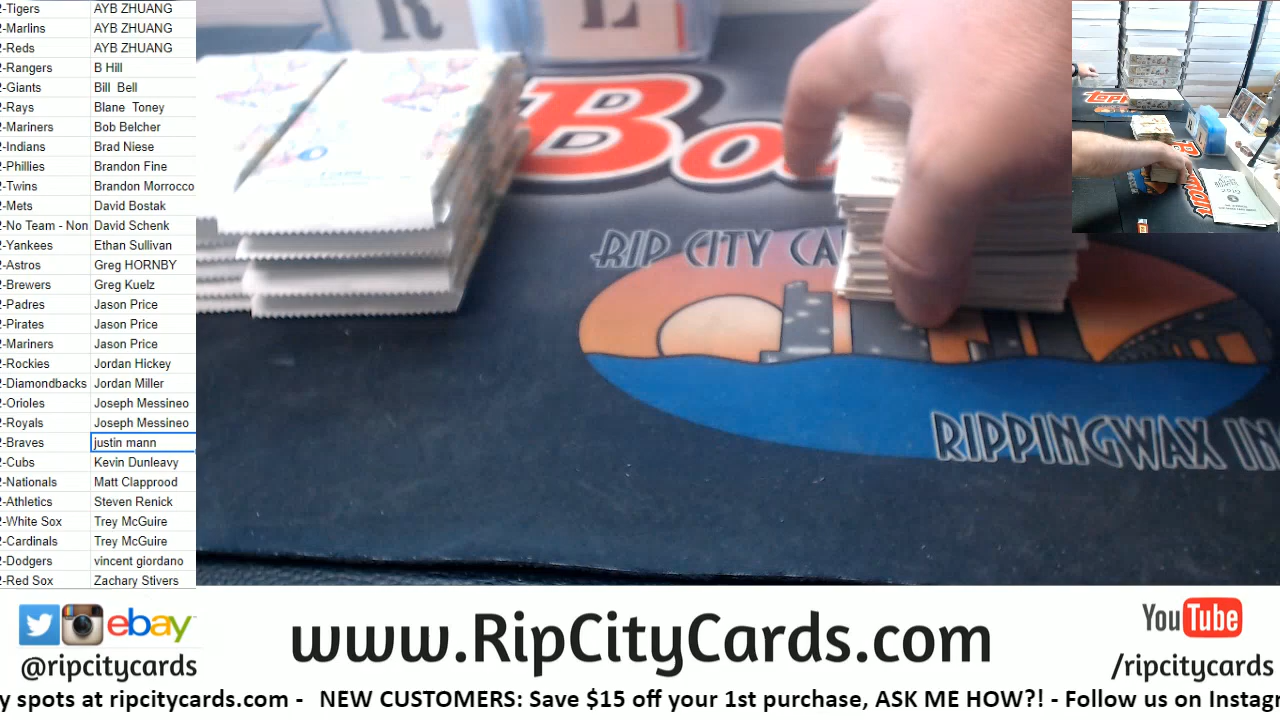 2-Tigers AYB ZHUANG
2-Marlins AYB ZHUANG
2-Reds AYB ZHUANG
2-Rangers B Hill
2-Giants Bill Bell
2-Rays Blane Toney
2-Mariners Bob Belcher
2-Indians Brad Niese
2-Phillies Brandon Fine
2-Twins Brandon Morrocco
2-Mets David Bostak
2-No Team - Non David Schenk
2-Yankees Ethan Sullivan
2-Astros Greg HORNBY
2-Brewers Greg Kuelz
2-Padres Jason Price
2-Pirates Jason Price
2-Mariners Jason Price
2-Rockies Jordan Hickey
2-Diamondbacks Jordan Miller
2-Orioles Joseph Messineo
2-Royals Joseph Messineo
2-Braves justin mann
2-Cubs Kevin Dunleavy
2-Nationals Matt Clapprood
2-Athletics Steven Renick
2-White Sox Trey McGuire
2-Cardinals Trey McGuire
2-Dodgers vincent giordano
2-Red Sox Zachary Stivers
R L
Bo
RIP CITY CA
RIPPINGWAX IN
ebay
@ripcitycards
www.RipCityCards.com
YouTube
/ripcitycards
y spots at ripcitycards.com - NEW CUSTOMERS: Save $15 off your 1st purchase, ASK ME HOW?! - Follow us on Instagr